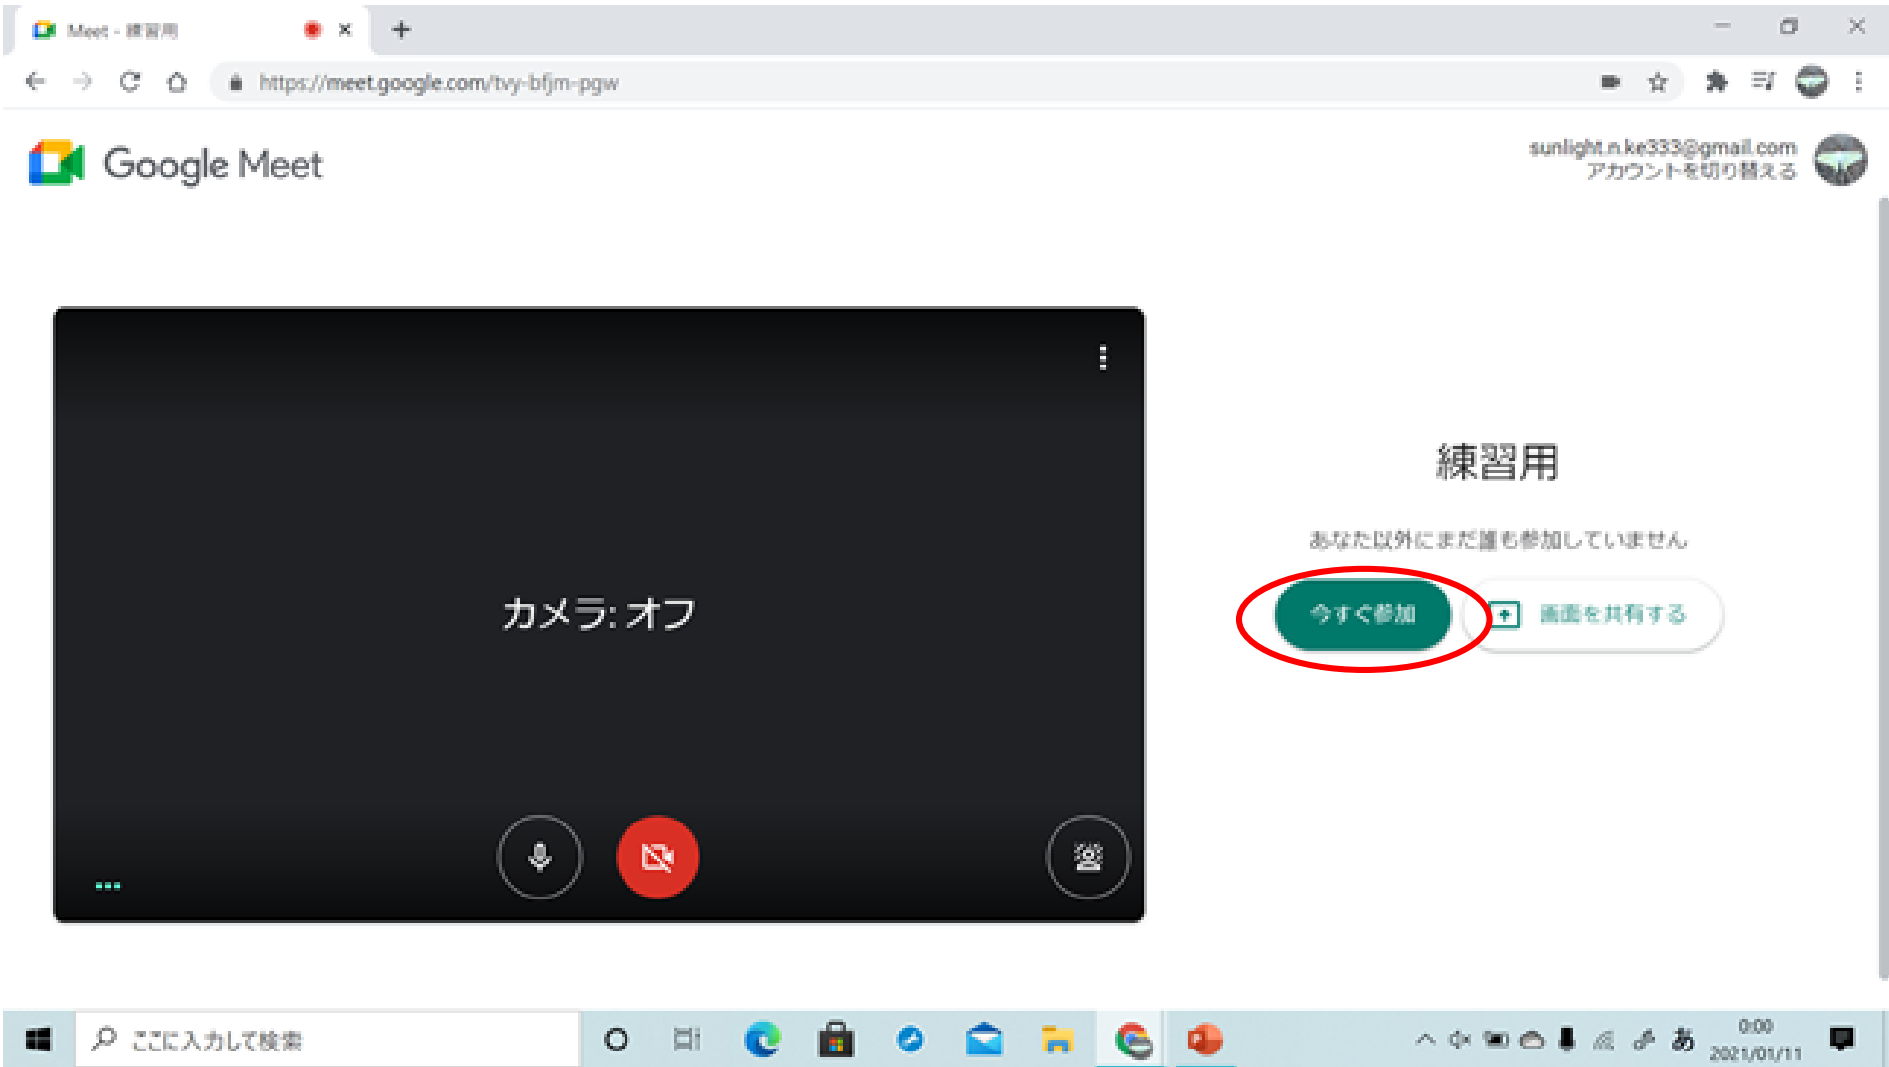 Meet - 練習用
https://meet.google.com/tvy-bfjm-pgw
Google Meet
sunlight.n.ke333@gmail.com
アカウントを切り替える
練習用
あなた以外にまだ誰も参加していません
カメラ: オフ
今すぐ参加
画面を共有する
ここに入力して検索
あ
0:00
2021/01/11